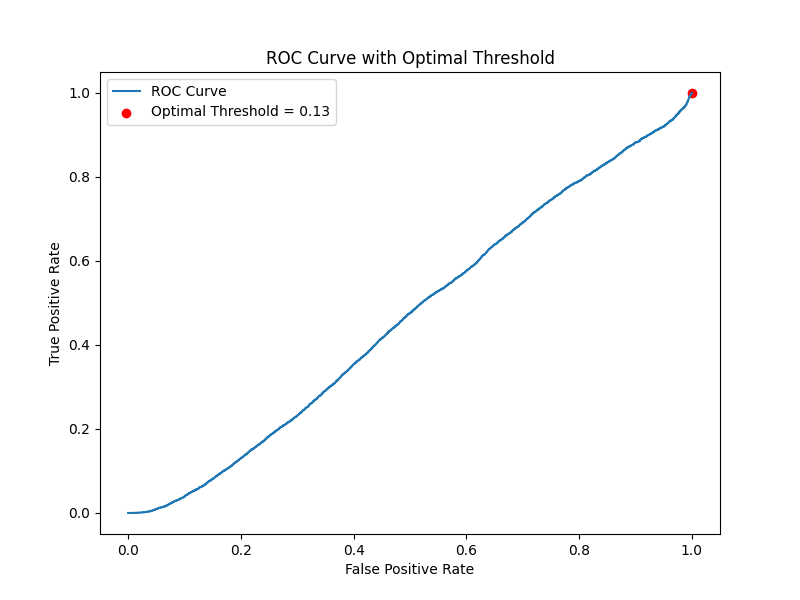 ROC Curve with Optimal Threshold
ROC Curve
Optimal Threshold = 0.13
True Positive Rate
1.0
0.8
0.6
0.4
0.2
0.0
0.0 0.2 0.4 0.6 0.8 1.0
False Positive Rate